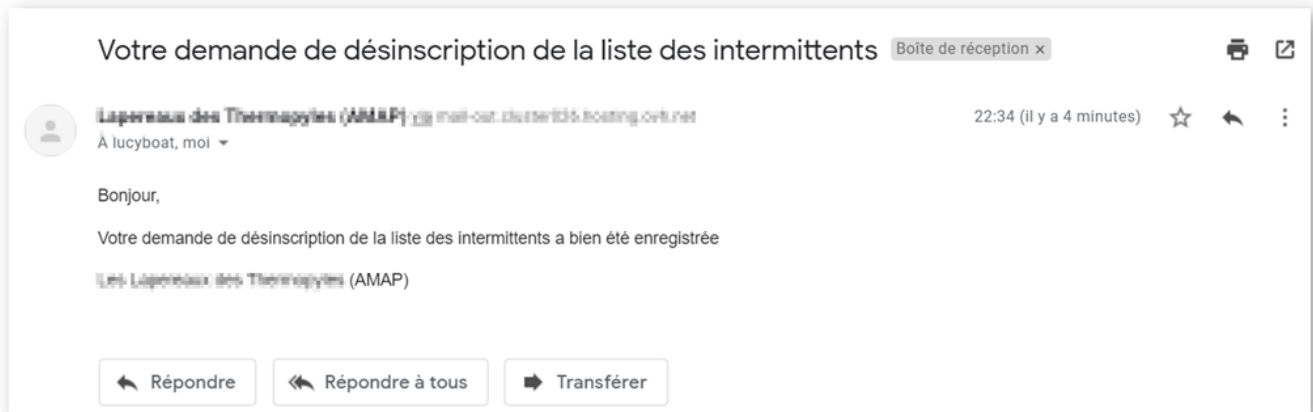 Votre demande de désinscription de la liste des intermittents Boîte de réception ×
(AMAP)
22:34 (il y a 4 minutes)
À lucyboat, moi
Bonjour,
Votre demande de désinscription de la liste des intermittents a bien été enregistrée
(AMAP)
Répondre Répondre à tous Transférer